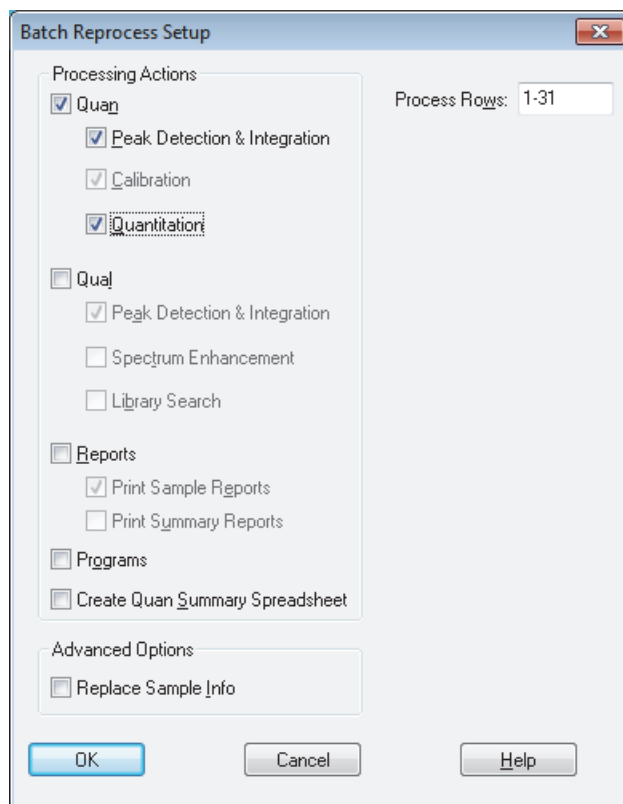 Batch Reprocess Setup
Processing Actions
Quan
Process Rows: 1-31
Peak Detection & Integration
Calibration
Quantitation
Qual
Peak Detection & Integration
Spectrum Enhancement
Library Search
Reports
Print Sample Reports
Print Summary Reports
Programs
Create Quan Summary Spreadsheet
Advanced Options
Replace Sample Info
OK Cancel Help